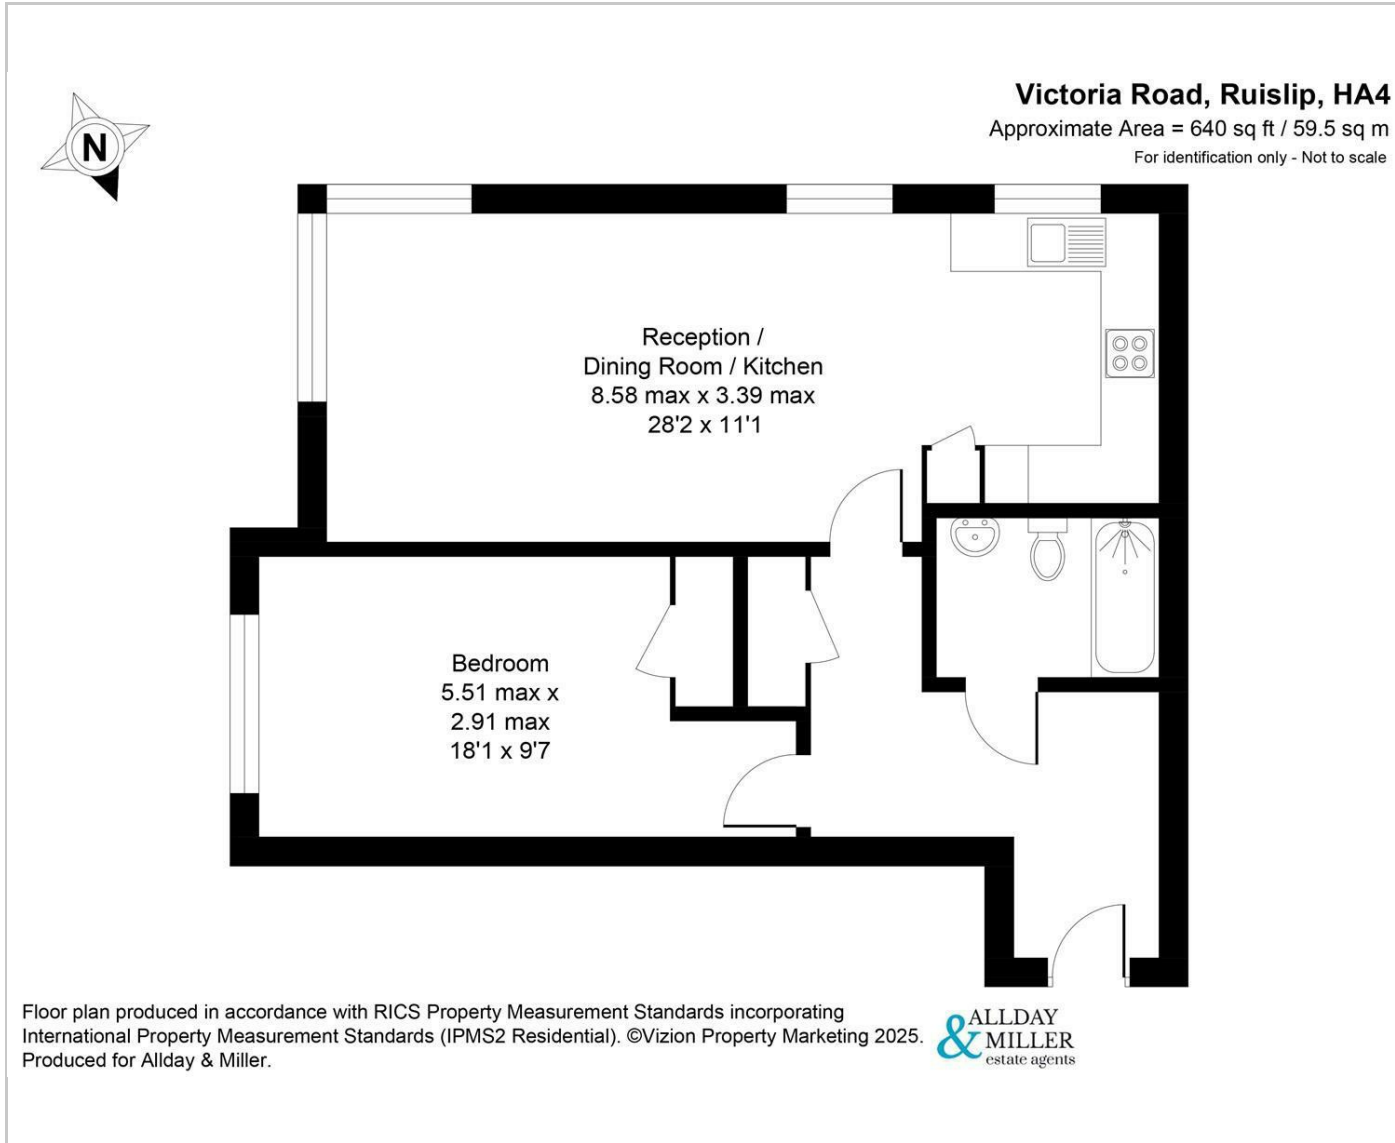 Victoria Road, Ruislip, HA4
Approximate Area = 640 sq ft / 59.5 sq m
For identification only - Not to scale
N
Reception /
Dining Room / Kitchen
8.58 max x 3.39 max
28'2 x 11'1
Bedroom
5.51 max x
2.91 max
18'1 x 9'7
Floor plan produced in accordance with RICS Property Measurement Standards incorporating
International Property Measurement Standards (IPMS2 Residential). ©Vizion Property Marketing 2025.
Produced for Allday & Miller.
ALLDAY
& MILLER
estate agents